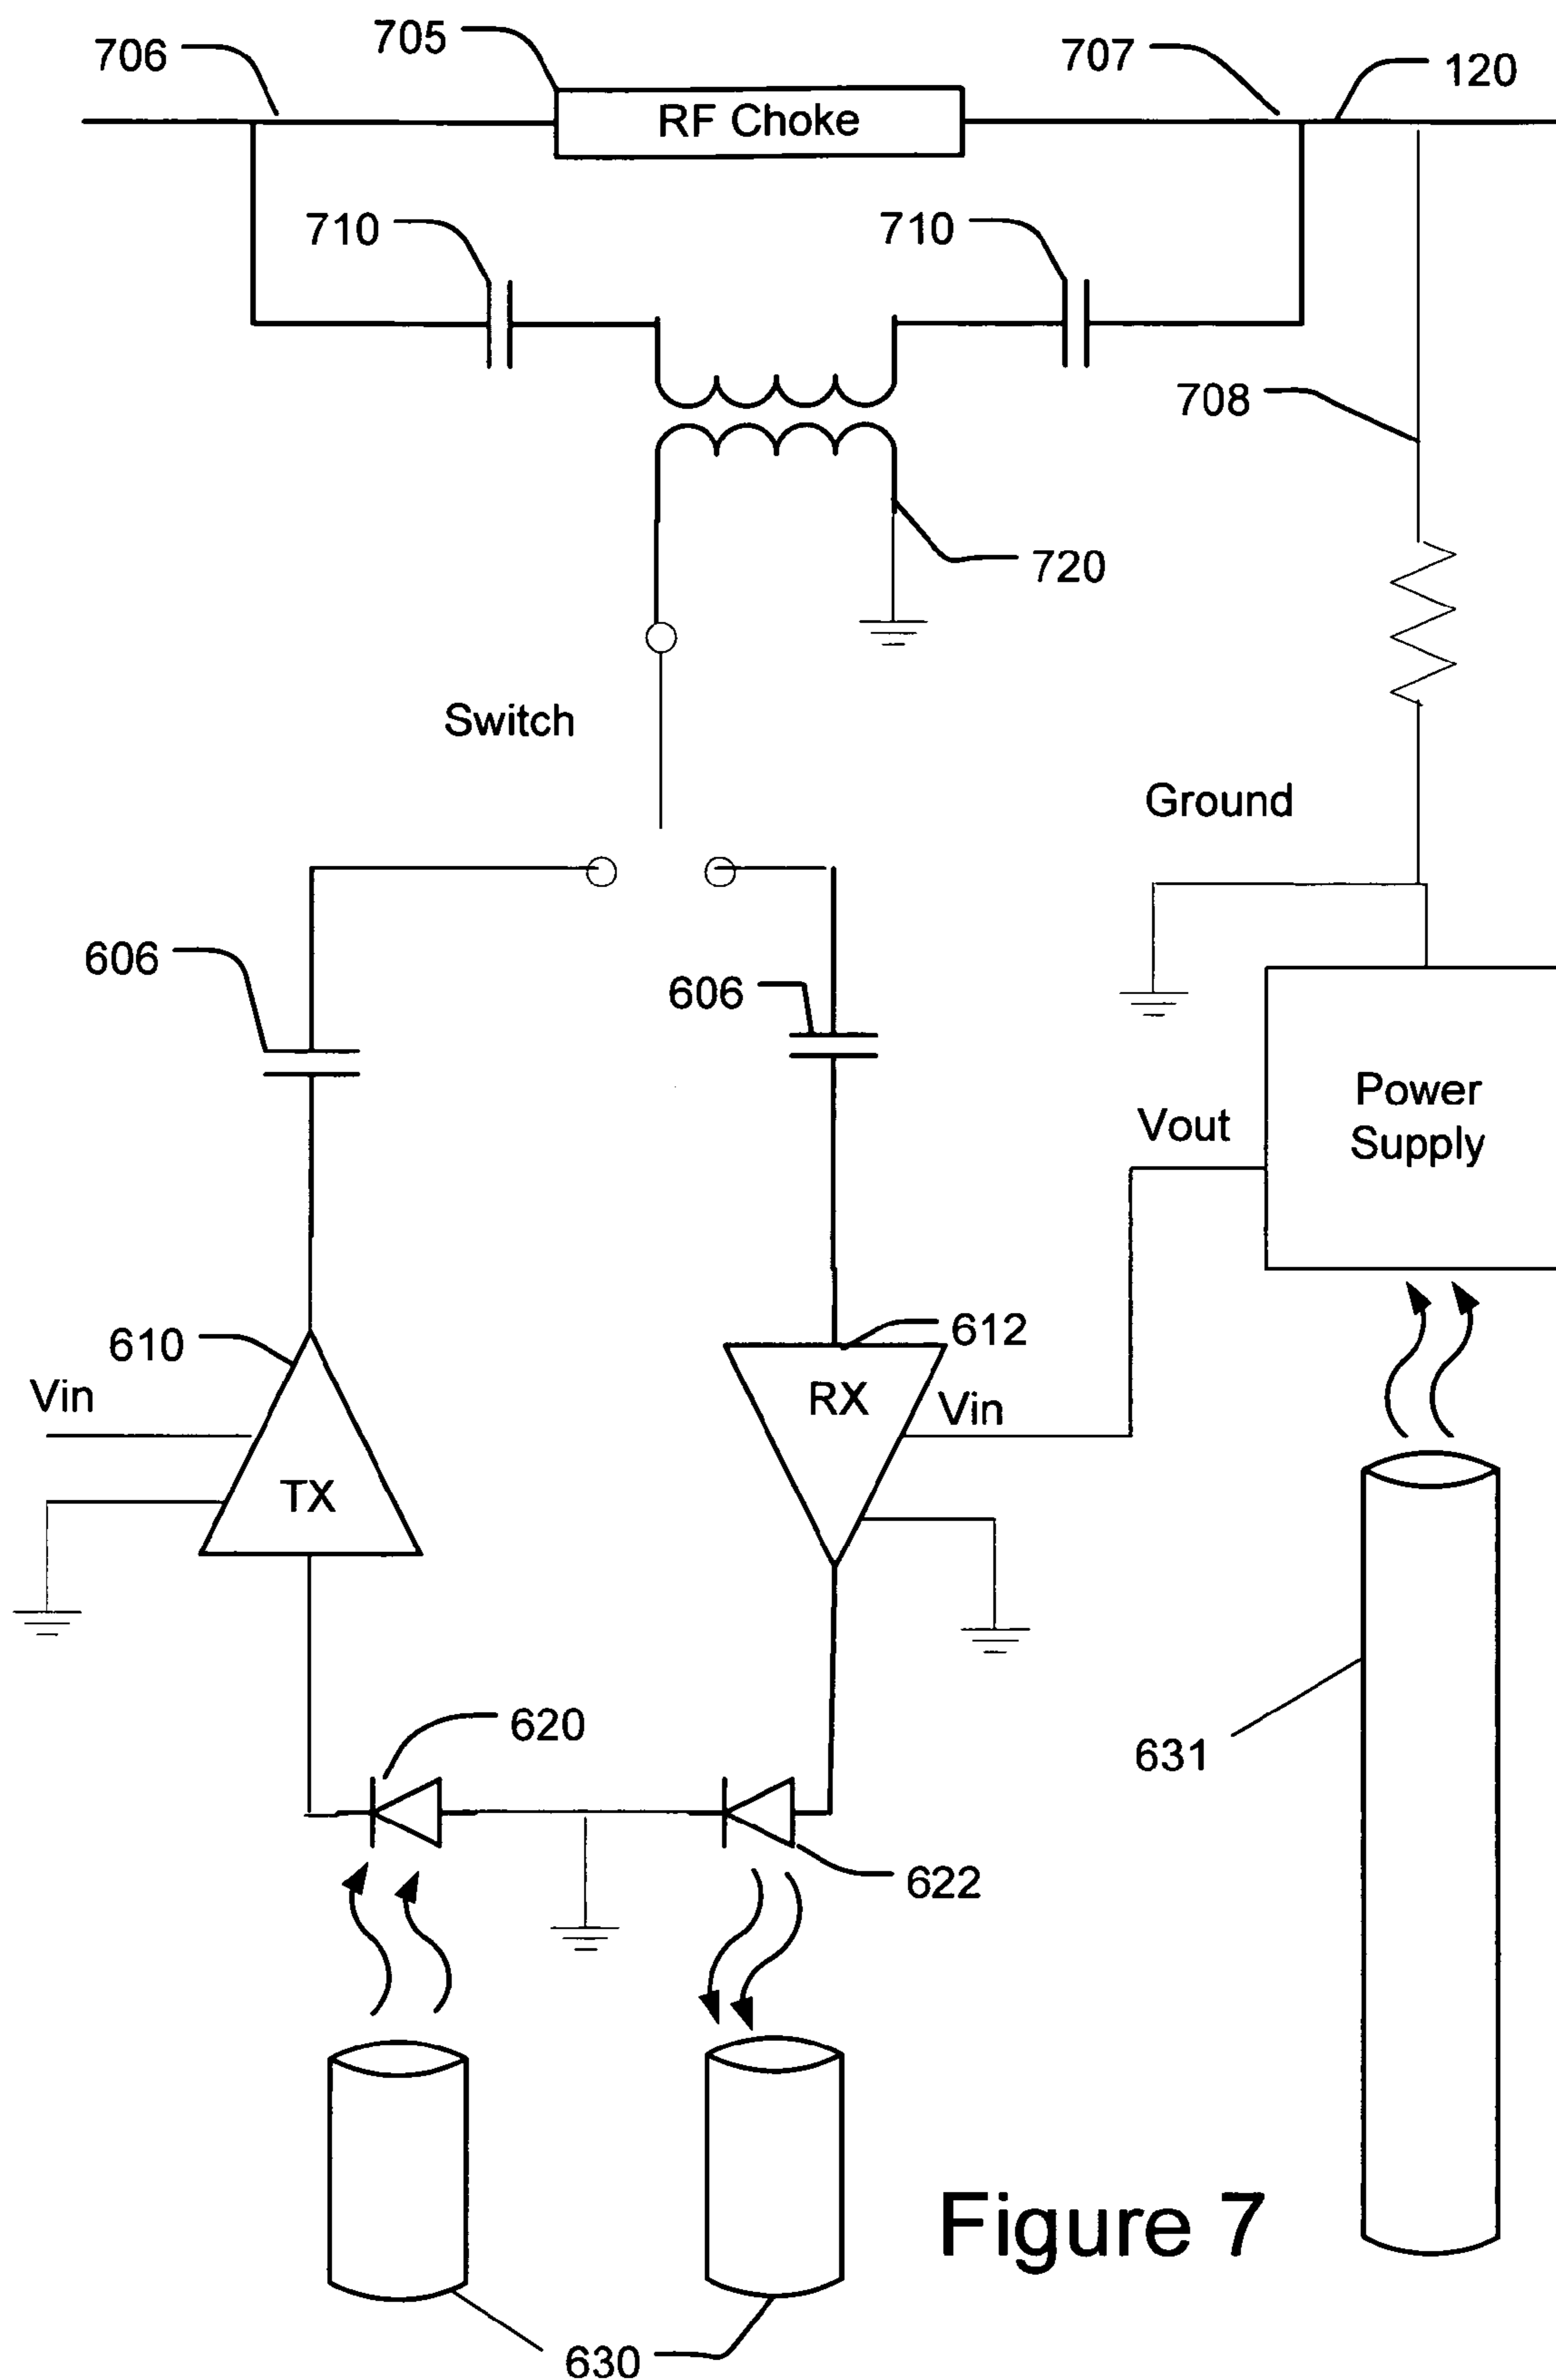 705
706
707
120
RF Choke
710
710
708
720
Switch
Ground
606
606
Power
Supply
Vout
610
612
Vin
RX
Vin
TX
620
631
622
Figure 7
630